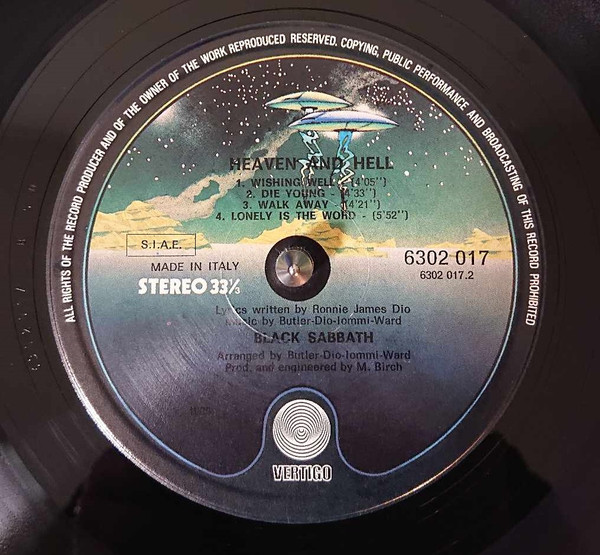 ALL RIGHTS OF THE RECORD PRODUCER AND OF THE OWNER OF THE WORK REPRODUCED RESERVED. COPYING, PUBLIC PERFORMANCE AND BROADCASTING OF THIS RECORD PROHIBITED
HEAVEN AND HELL
1. WISHING WELL - (4'05'')
2. DIE YOUNG - (4'33'')
3. WALK AWAY - (4'21'')
4. LONELY IS THE WORD - (5'52'')
S.I.A.E.
MADE IN ITALY
STEREO 33⅓
6302 017
6302 017.2
Lyrics written by Ronnie James Dio
Music by Butler-Dio-Iommi-Ward
BLACK SABBATH
Arranged by Butler-Dio-Iommi-Ward
Prod. and engineered by M. Birch
VERTIGO